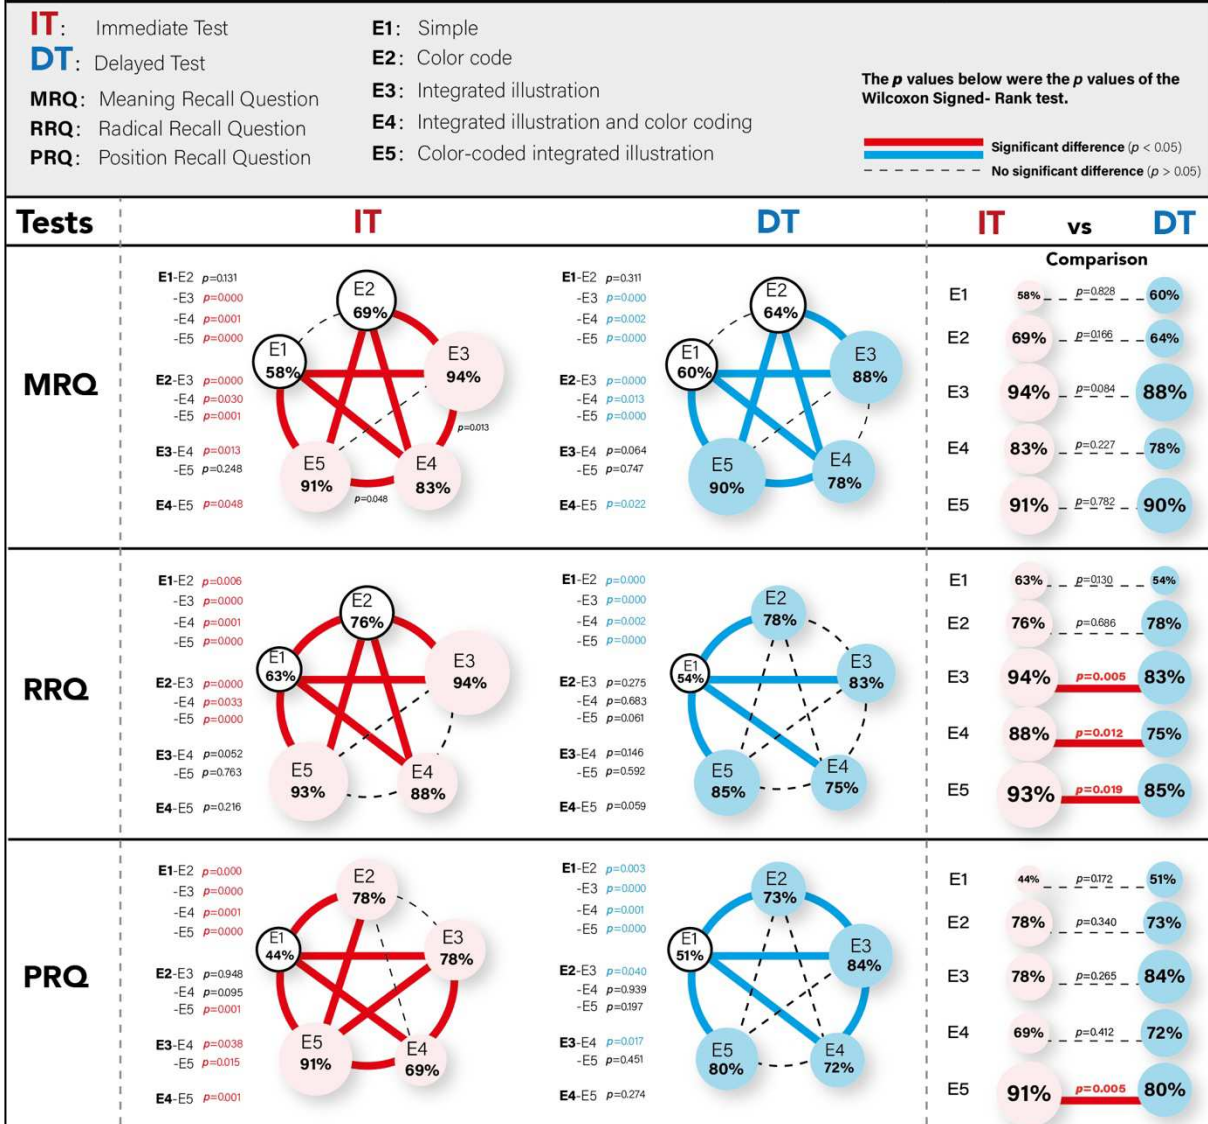 IT: Immediate Test
DT: Delayed Test
MRQ: Meaning Recall Question
RRQ: Radical Recall Question
PRQ: Position Recall Question
E1: Simple
E2: Color code
E3: Integrated illustration
E4: Integrated illustration and color coding
E5: Color-coded integrated illustration
The p values below were the p values of the
Wilcoxon Signed- Rank test.
Significant difference (p < 0.05)
No significant difference (p > 0.05)
Tests IT DT IT vs DT
Comparison
MRQ
E1-E2 p=0.131
-E3 p=0.000
-E4 p=0.001
-E5 p=0.000
E2-E3 p=0.000
-E4 p=0.030
-E5 p=0.001
E3-E4 p=0.013
-E5 p=0.248
E4-E5 p=0.048
E2
69%
E1
58%
E3
94%
p=0.013
E5
91%
E4
83%
p=0.048
E1-E2 p=0.311
-E3 p=0.000
-E4 p=0.002
-E5 p=0.000
E2-E3 p=0.000
-E4 p=0.013
-E5 p=0.000
E3-E4 p=0.064
-E5 p=0.747
E4-E5 p=0.022
E2
64%
E1
60%
E3
88%
E5
90%
E4
78%
E1 58% p=0.828 60%
E2 69% p=0.166 64%
E3 94% p=0.084 88%
E4 83% p=0.227 78%
E5 91% p=0.782 90%
RRQ
E1-E2 p=0.006
-E3 p=0.000
-E4 p=0.001
-E5 p=0.000
E2-E3 p=0.000
-E4 p=0.033
-E5 p=0.000
E3-E4 p=0.052
-E5 p=0.763
E4-E5 p=0.216
E2
76%
E1
63%
E3
94%
E5
93%
E4
88%
E1-E2 p=0.000
-E3 p=0.000
-E4 p=0.002
-E5 p=0.000
E2-E3 p=0.275
-E4 p=0.683
-E5 p=0.061
E3-E4 p=0.146
-E5 p=0.592
E4-E5 p=0.059
E2
78%
E1
54%
E3
83%
E5
85%
E4
75%
E1 63% p=0.130 54%
E2 76% p=0.686 78%
E3 94% p=0.005 83%
E4 88% p=0.012 75%
E5 93% p=0.019 85%
PRQ
E1-E2 p=0.000
-E3 p=0.000
-E4 p=0.001
-E5 p=0.000
E2-E3 p=0.948
-E4 p=0.095
-E5 p=0.001
E3-E4 p=0.038
-E5 p=0.015
E4-E5 p=0.001
E2
78%
E1
44%
E3
78%
E5
91%
E4
69%
E1-E2 p=0.003
-E3 p=0.000
-E4 p=0.001
-E5 p=0.000
E2-E3 p=0.040
-E4 p=0.939
-E5 p=0.197
E3-E4 p=0.017
-E5 p=0.451
E4-E5 p=0.274
E2
73%
E1
51%
E3
84%
E5
80%
E4
72%
E1 44% p=0.172 51%
E2 78% p=0.340 73%
E3 78% p=0.265 84%
E4 69% p=0.412 72%
E5 91% p=0.005 80%